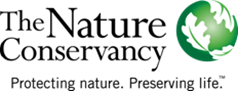 The Nature
Conservancy
Protecting nature. Preserving life.™